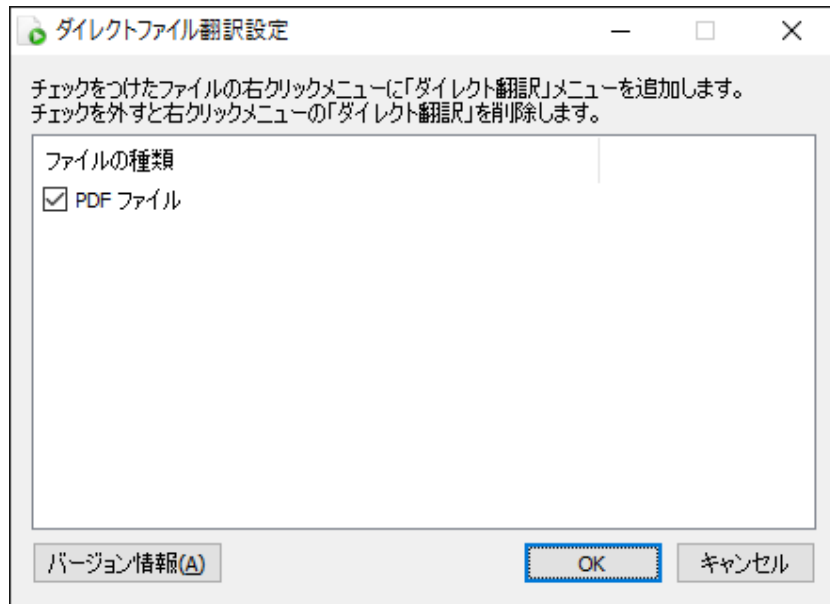 ダイレクトファイル翻訳設定
チェックをつけたファイルの右クリックメニューに「ダイレクト翻訳」メニューを追加します。
チェックを外すと右クリックメニューの「ダイレクト翻訳」を削除します。
ファイルの種類
PDF ファイル
バージョン情報(A) OK キャンセル